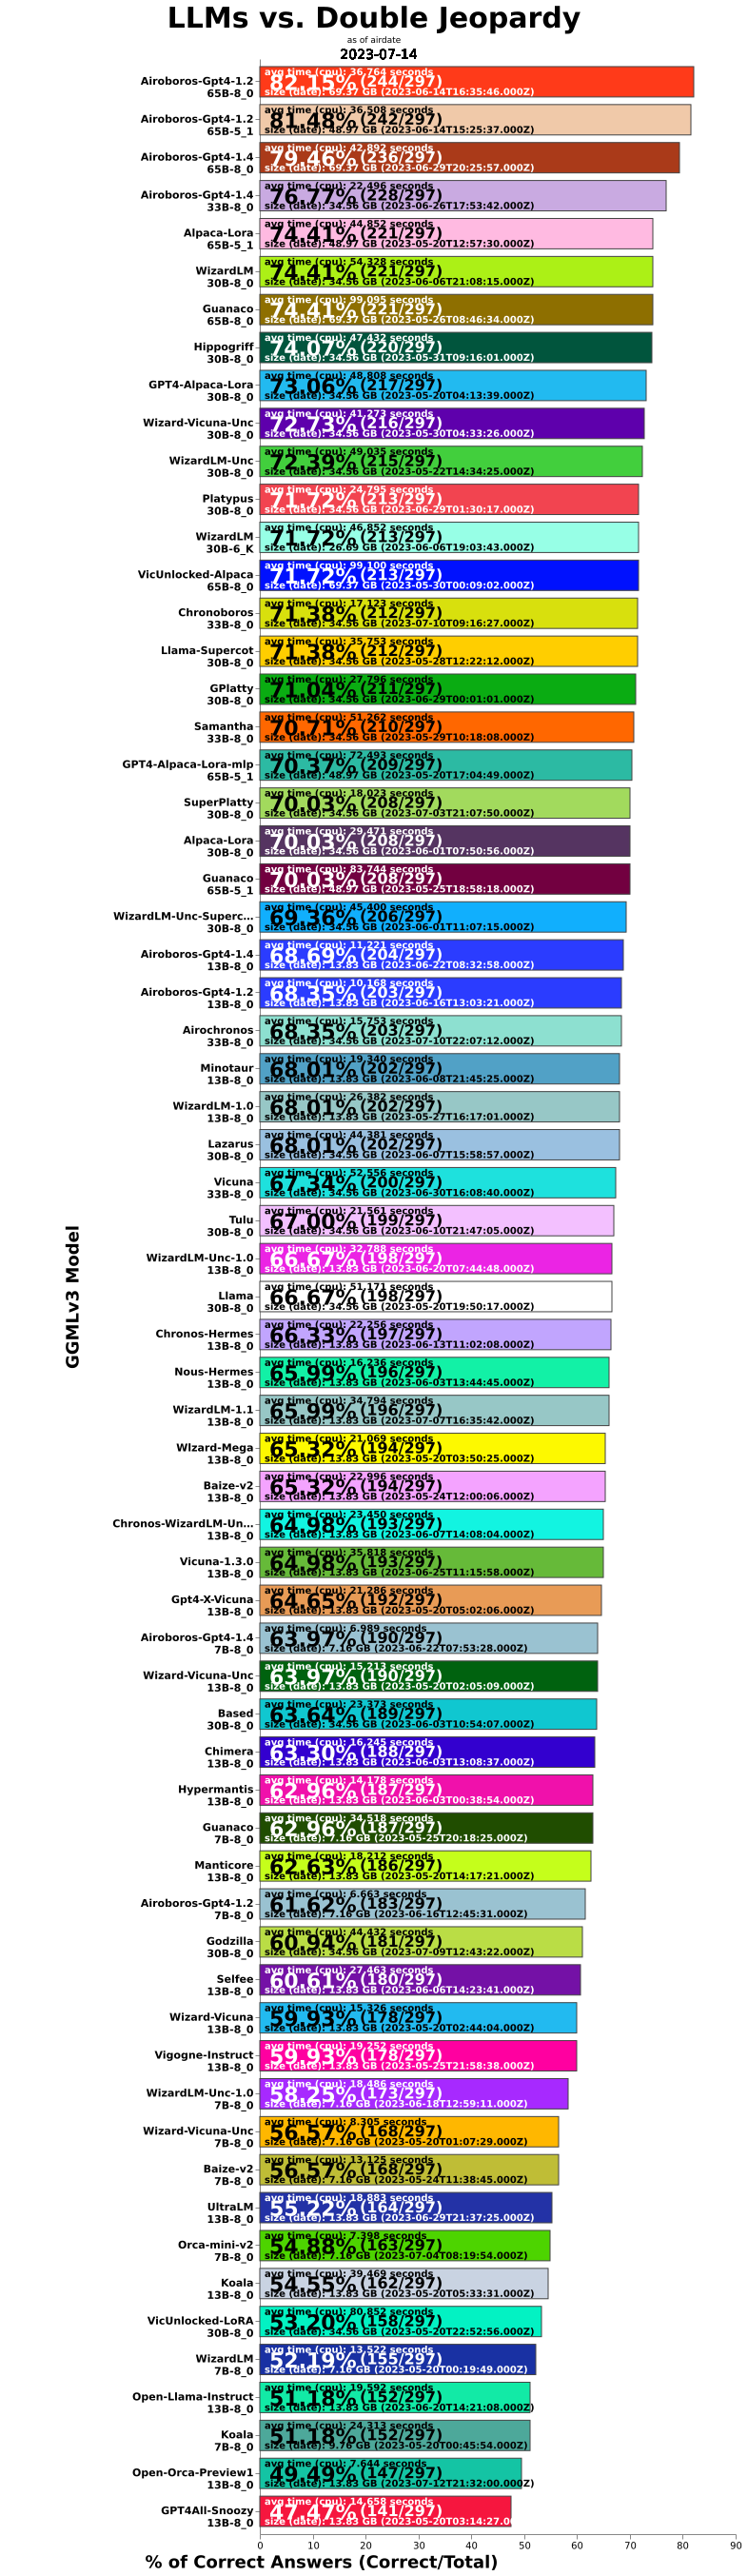 LLMs vs. Double Jeopardy
as of airdate
2023-07-14
GGMLv3 Model
Airoboros-Gpt4-1.2
65B-8_0
avg time (cpu): 36,764 seconds
82.15% (244/297)
size (date): 69.37 GB (2023-06-14T16:35:46.000Z)
Airoboros-Gpt4-1.2
65B-5_1
avg time (cpu): 36,508 seconds
81.48% (242/297)
size (date): 48.97 GB (2023-06-14T15:25:37.000Z)
Airoboros-Gpt4-1.4
65B-8_0
avg time (cpu): 42,892 seconds
79.46% (236/297)
size (date): 69.37 GB (2023-06-29T20:25:57.000Z)
Airoboros-Gpt4-1.4
33B-8_0
avg time (cpu): 22,496 seconds
76.77% (228/297)
size (date): 34.56 GB (2023-06-26T17:53:42.000Z)
Alpaca-Lora
65B-5_1
avg time (cpu): 44,852 seconds
74.41% (221/297)
size (date): 48.97 GB (2023-05-20T12:57:30.000Z)
WizardLM
30B-8_0
avg time (cpu): 54,328 seconds
74.41% (221/297)
size (date): 34.56 GB (2023-06-06T21:08:15.000Z)
Guanaco
65B-8_0
avg time (cpu): 99,095 seconds
74.41% (221/297)
size (date): 69.37 GB (2023-05-26T08:46:34.000Z)
Hippogriff
30B-8_0
avg time (cpu): 47,432 seconds
74.07% (220/297)
size (date): 34.56 GB (2023-05-31T09:16:01.000Z)
GPT4-Alpaca-Lora
30B-8_0
avg time (cpu): 48,808 seconds
73.06% (217/297)
size (date): 34.56 GB (2023-05-20T04:13:39.000Z)
Wizard-Vicuna-Unc
30B-8_0
avg time (cpu): 41,273 seconds
72.73% (216/297)
size (date): 34.56 GB (2023-05-30T04:33:26.000Z)
WizardLM-Unc
30B-8_0
avg time (cpu): 49,035 seconds
72.39% (215/297)
size (date): 34.56 GB (2023-05-22T14:34:25.000Z)
Platypus
30B-8_0
avg time (cpu): 24,795 seconds
71.72% (213/297)
size (date): 34.56 GB (2023-06-29T01:30:17.000Z)
WizardLM
30B-6_K
avg time (cpu): 46,852 seconds
71.72% (213/297)
size (date): 26.69 GB (2023-06-06T19:03:43.000Z)
VicUnlocked-Alpaca
65B-8_0
avg time (cpu): 99,100 seconds
71.72% (213/297)
size (date): 69.37 GB (2023-05-30T00:09:02.000Z)
Chronoboros
33B-8_0
avg time (cpu): 17,123 seconds
71.38% (212/297)
size (date): 34.56 GB (2023-07-10T09:16:27.000Z)
Llama-Supercot
30B-8_0
avg time (cpu): 35,753 seconds
71.38% (212/297)
size (date): 34.56 GB (2023-05-28T12:22:12.000Z)
GPlatty
30B-8_0
avg time (cpu): 27,796 seconds
71.04% (211/297)
size (date): 34.56 GB (2023-06-29T00:01:01.000Z)
Samantha
33B-8_0
avg time (cpu): 51,262 seconds
70.71% (210/297)
size (date): 34.56 GB (2023-05-29T10:18:08.000Z)
GPT4-Alpaca-Lora-mlp
65B-5_1
avg time (cpu): 72,493 seconds
70.37% (209/297)
size (date): 48.97 GB (2023-05-20T17:04:49.000Z)
SuperPlatty
30B-8_0
avg time (cpu): 18,023 seconds
70.03% (208/297)
size (date): 34.56 GB (2023-07-03T21:07:50.000Z)
Alpaca-Lora
30B-8_0
avg time (cpu): 29,471 seconds
70.03% (208/297)
size (date): 34.56 GB (2023-06-01T07:50:56.000Z)
Guanaco
65B-5_1
avg time (cpu): 83,744 seconds
70.03% (208/297)
size (date): 48.97 GB (2023-05-25T18:58:18.000Z)
WizardLM-Unc-Superc…
30B-8_0
avg time (cpu): 45,400 seconds
69.36% (206/297)
size (date): 34.56 GB (2023-06-01T11:07:15.000Z)
Airoboros-Gpt4-1.4
13B-8_0
avg time (cpu): 11,221 seconds
68.69% (204/297)
size (date): 13.83 GB (2023-06-22T08:32:58.000Z)
Airoboros-Gpt4-1.2
13B-8_0
avg time (cpu): 10,168 seconds
68.35% (203/297)
size (date): 13.83 GB (2023-06-16T13:03:21.000Z)
Airochronos
33B-8_0
avg time (cpu): 15,753 seconds
68.35% (203/297)
size (date): 34.56 GB (2023-07-10T22:07:12.000Z)
Minotaur
13B-8_0
avg time (cpu): 19,340 seconds
68.01% (202/297)
size (date): 13.83 GB (2023-06-08T21:45:25.000Z)
WizardLM-1.0
13B-8_0
avg time (cpu): 26,382 seconds
68.01% (202/297)
size (date): 13.83 GB (2023-05-27T16:17:01.000Z)
Lazarus
30B-8_0
avg time (cpu): 44,381 seconds
68.01% (202/297)
size (date): 34.56 GB (2023-06-07T15:58:57.000Z)
Vicuna
33B-8_0
avg time (cpu): 52,556 seconds
67.34% (200/297)
size (date): 34.56 GB (2023-06-30T16:08:40.000Z)
Tulu
30B-8_0
avg time (cpu): 21,561 seconds
67.00% (199/297)
size (date): 34.56 GB (2023-06-10T21:47:05.000Z)
WizardLM-Unc-1.0
13B-8_0
avg time (cpu): 32,788 seconds
66.67% (198/297)
size (date): 13.83 GB (2023-06-20T07:44:48.000Z)
Llama
30B-8_0
avg time (cpu): 51,171 seconds
66.67% (198/297)
size (date): 34.56 GB (2023-05-20T19:50:17.000Z)
Chronos-Hermes
13B-8_0
avg time (cpu): 22,256 seconds
66.33% (197/297)
size (date): 13.83 GB (2023-06-13T11:02:08.000Z)
Nous-Hermes
13B-8_0
avg time (cpu): 16,236 seconds
65.99% (196/297)
size (date): 13.83 GB (2023-06-03T13:44:45.000Z)
WizardLM-1.1
13B-8_0
avg time (cpu): 34,794 seconds
65.99% (196/297)
size (date): 13.83 GB (2023-07-07T16:35:42.000Z)
Wizard-Mega
13B-8_0
avg time (cpu): 21,069 seconds
65.32% (194/297)
size (date): 13.83 GB (2023-05-20T03:50:25.000Z)
Baize-v2
13B-8_0
avg time (cpu): 22,996 seconds
65.32% (194/297)
size (date): 13.83 GB (2023-05-24T12:00:06.000Z)
Chronos-WizardLM-Un…
13B-8_0
avg time (cpu): 23,450 seconds
64.98% (193/297)
size (date): 13.83 GB (2023-06-07T14:08:04.000Z)
Vicuna-1.3.0
13B-8_0
avg time (cpu): 35,818 seconds
64.98% (193/297)
size (date): 13.83 GB (2023-06-25T11:15:58.000Z)
Gpt4-X-Vicuna
13B-8_0
avg time (cpu): 21,286 seconds
64.65% (192/297)
size (date): 13.83 GB (2023-05-20T05:02:06.000Z)
Airoboros-Gpt4-1.4
7B-8_0
avg time (cpu): 6,989 seconds
63.97% (190/297)
size (date): 7.16 GB (2023-06-22T07:53:28.000Z)
Wizard-Vicuna-Unc
13B-8_0
avg time (cpu): 15,213 seconds
63.97% (190/297)
size (date): 13.83 GB (2023-05-20T02:05:09.000Z)
Based
30B-8_0
avg time (cpu): 23,373 seconds
63.64% (189/297)
size (date): 34.56 GB (2023-06-03T10:54:07.000Z)
Chimera
13B-8_0
avg time (cpu): 16,245 seconds
63.30% (188/297)
size (date): 13.83 GB (2023-06-03T13:08:37.000Z)
Hypermantis
13B-8_0
avg time (cpu): 14,178 seconds
62.96% (187/297)
size (date): 13.83 GB (2023-06-03T00:38:54.000Z)
Guanaco
7B-8_0
avg time (cpu): 34,518 seconds
62.96% (187/297)
size (date): 7.16 GB (2023-05-25T20:18:25.000Z)
Manticore
13B-8_0
avg time (cpu): 18,212 seconds
62.63% (186/297)
size (date): 13.83 GB (2023-05-20T14:17:21.000Z)
Airoboros-Gpt4-1.2
7B-8_0
avg time (cpu): 6,663 seconds
61.62% (183/297)
size (date): 7.16 GB (2023-06-16T12:45:31.000Z)
Godzilla
30B-8_0
avg time (cpu): 44,432 seconds
60.94% (181/297)
size (date): 34.56 GB (2023-07-09T12:43:22.000Z)
Selfee
13B-8_0
avg time (cpu): 27,463 seconds
60.61% (180/297)
size (date): 13.83 GB (2023-06-06T14:23:41.000Z)
Wizard-Vicuna
13B-8_0
avg time (cpu): 15,326 seconds
59.93% (178/297)
size (date): 13.83 GB (2023-05-20T02:44:04.000Z)
Vigogne-Instruct
13B-8_0
avg time (cpu): 19,252 seconds
59.93% (178/297)
size (date): 13.83 GB (2023-05-25T21:58:38.000Z)
WizardLM-Unc-1.0
7B-8_0
avg time (cpu): 18,486 seconds
58.25% (173/297)
size (date): 7.16 GB (2023-06-18T12:59:11.000Z)
Wizard-Vicuna-Unc
7B-8_0
avg time (cpu): 8,305 seconds
56.57% (168/297)
size (date): 7.16 GB (2023-05-20T01:07:29.000Z)
Baize-v2
7B-8_0
avg time (cpu): 13,125 seconds
56.57% (168/297)
size (date): 7.16 GB (2023-05-24T11:38:45.000Z)
UltraLM
13B-8_0
avg time (cpu): 18,883 seconds
55.22% (164/297)
size (date): 13.83 GB (2023-06-29T21:37:25.000Z)
Orca-mini-v2
7B-8_0
avg time (cpu): 7,398 seconds
54.88% (163/297)
size (date): 7.16 GB (2023-07-04T08:19:54.000Z)
Koala
13B-8_0
avg time (cpu): 39,469 seconds
54.55% (162/297)
size (date): 13.83 GB (2023-05-20T05:33:31.000Z)
VicUnlocked-LoRA
30B-8_0
avg time (cpu): 80,852 seconds
53.20% (158/297)
size (date): 34.56 GB (2023-05-20T22:52:56.000Z)
WizardLM
7B-8_0
avg time (cpu): 13,522 seconds
52.19% (155/297)
size (date): 7.16 GB (2023-05-20T00:19:49.000Z)
Open-Llama-Instruct
13B-8_0
avg time (cpu): 19,592 seconds
51.18% (152/297)
size (date): 13.83 GB (2023-06-20T14:21:08.000Z)
Koala
7B-8_0
avg time (cpu): 24,313 seconds
51.18% (152/297)
size (date): 9.76 GB (2023-05-20T00:45:54.000Z)
Open-Orca-Preview1
13B-8_0
avg time (cpu): 7,644 seconds
49.49% (147/297)
size (date): 13.83 GB (2023-07-12T21:32:00.000Z)
GPT4All-Snoozy
13B-8_0
avg time (cpu): 14,658 seconds
47.47% (141/297)
size (date): 13.83 GB (2023-05-20T03:14:27.0
0 10 20 30 40 50 60 70 80 90
% of Correct Answers (Correct/Total)